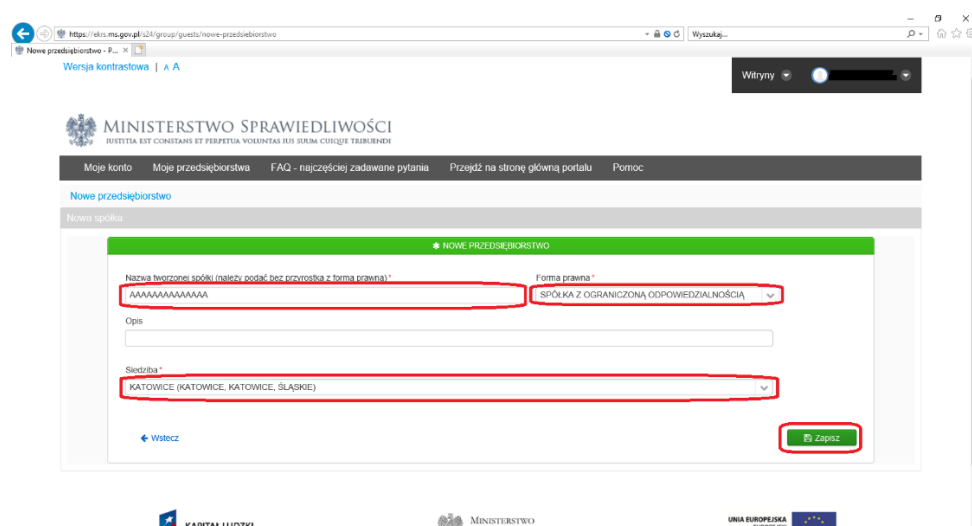 https://ekrs.ms.gov.pl/s24/group/guests/nowe-przedsiebiorstwo
Wyszukaj...
Nowe przedsiębiorstwo - P...
Wersja kontrastowa | A A
Witryny
MINISTERSTWO SPRAWIEDLIWOŚCI
IUSTITIA EST CONSTANS ET PERPETUA VOLUNTAS IUS SUUM CUIQUE TRIBUENDI
Moje konto Moje przedsiębiorstwa FAQ - najczęściej zadawane pytania Przejdź na stronę główną portalu Pomoc
Nowe przedsiębiorstwo
Nowa spółka
NOWE PRZEDSIĘBIORSTWO
Nazwa tworzonej spółki (należy podać bez przyrostka z forma prawną) * Forma prawna *
AAAAAAAAAAAAAA SPÓŁKA Z OGRANICZONĄ ODPOWIEDZIALNOŚCIĄ
Opis
Siedziba *
KATOWICE (KATOWICE, KATOWICE, ŚLĄSKIE)
Wstecz Zapisz
KAPITAŁ LUDZKI MINISTERSTWO UNIA EUROPEJSKA